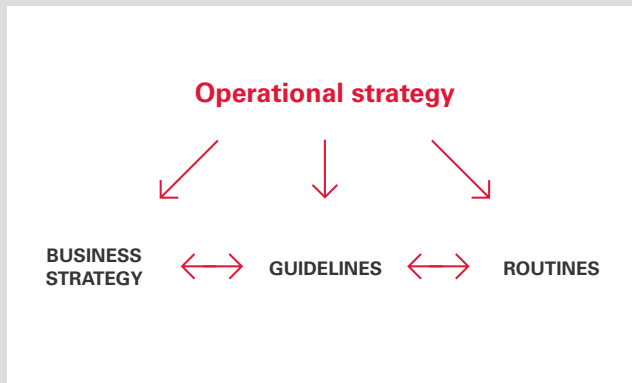 Operational strategy
BUSINESS
STRATEGY
GUIDELINES
ROUTINES